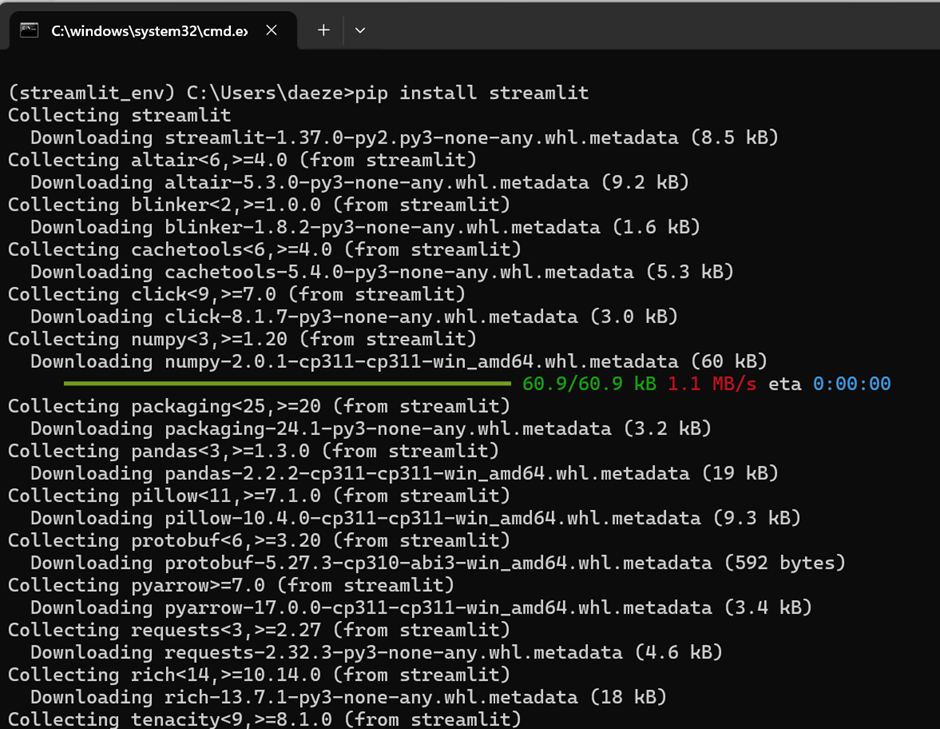 C:\windows\system32\cmd.e
(streamlit_env) C:\Users\daeze>pip install streamlit
Collecting streamlit
  Downloading streamlit-1.37.0-py2.py3-none-any.whl.metadata (8.5 kB)
Collecting altair<6,>=4.0 (from streamlit)
  Downloading altair-5.3.0-py3-none-any.whl.metadata (9.2 kB)
Collecting blinker<2,>=1.0.0 (from streamlit)
  Downloading blinker-1.8.2-py3-none-any.whl.metadata (1.6 kB)
Collecting cachetools<6,>=4.0 (from streamlit)
  Downloading cachetools-5.4.0-py3-none-any.whl.metadata (5.3 kB)
Collecting click<9,>=7.0 (from streamlit)
  Downloading click-8.1.7-py3-none-any.whl.metadata (3.0 kB)
Collecting numpy<3,>=1.20 (from streamlit)
  Downloading numpy-2.0.1-cp311-cp311-win_amd64.whl.metadata (60 kB)
60.9/60.9 kB 1.1 MB/s eta 0:00:00
Collecting packaging<25,>=20 (from streamlit)
  Downloading packaging-24.1-py3-none-any.whl.metadata (3.2 kB)
Collecting pandas<3,>=1.3.0 (from streamlit)
  Downloading pandas-2.2.2-cp311-cp311-win_amd64.whl.metadata (19 kB)
Collecting pillow<11,>=7.1.0 (from streamlit)
  Downloading pillow-10.4.0-cp311-cp311-win_amd64.whl.metadata (9.3 kB)
Collecting protobuf<6,>=3.20 (from streamlit)
  Downloading protobuf-5.27.3-cp310-abi3-win_amd64.whl.metadata (592 bytes)
Collecting pyarrow>=7.0 (from streamlit)
  Downloading pyarrow-17.0.0-cp311-cp311-win_amd64.whl.metadata (3.4 kB)
Collecting requests<3,>=2.27 (from streamlit)
  Downloading requests-2.32.3-py3-none-any.whl.metadata (4.6 kB)
Collecting rich<14,>=10.14.0 (from streamlit)
  Downloading rich-13.7.1-py3-none-any.whl.metadata (18 kB)
Collecting tenacity<9,>=8.1.0 (from streamlit)